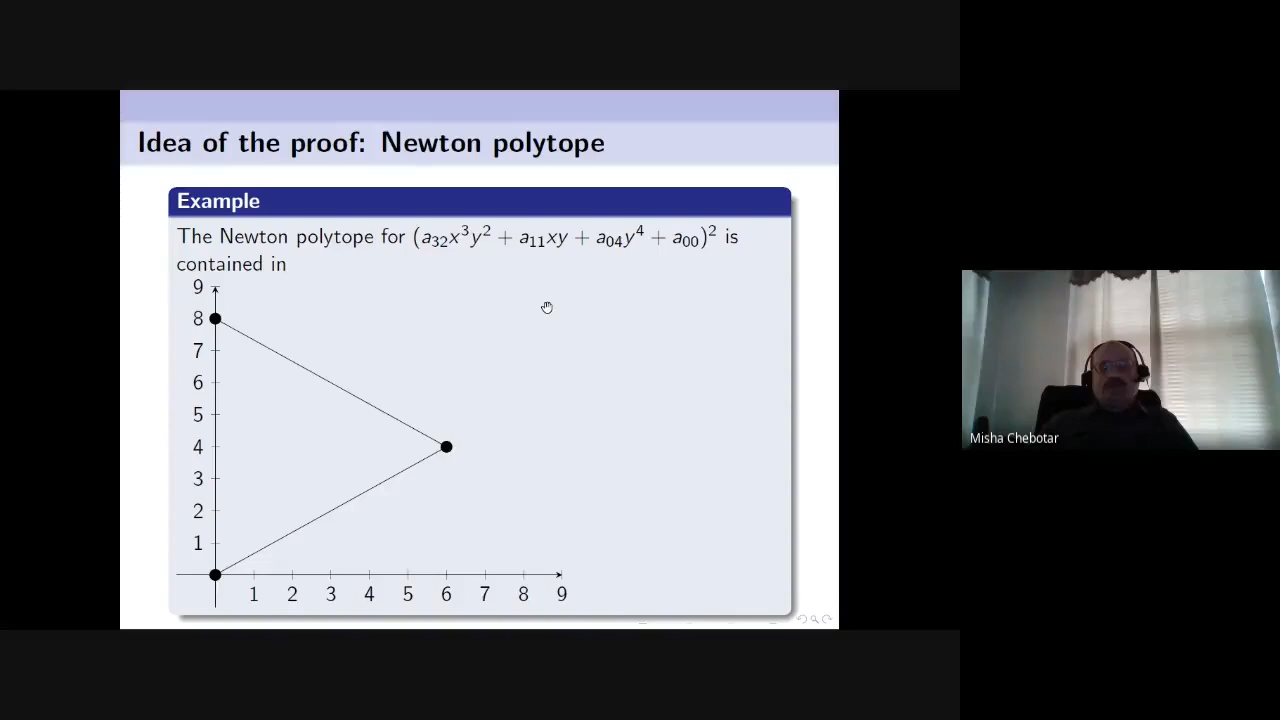 Idea of the proof: Newton polytope
Example
The Newton polytope for (a₃₂x³y² + a₁₁xy + a₀₄y⁴ + a₀₀)² is
contained in
9
8
7
6
5
4
3
2
1
1 2 3 4 5 6 7 8 9
Misha Chebotar